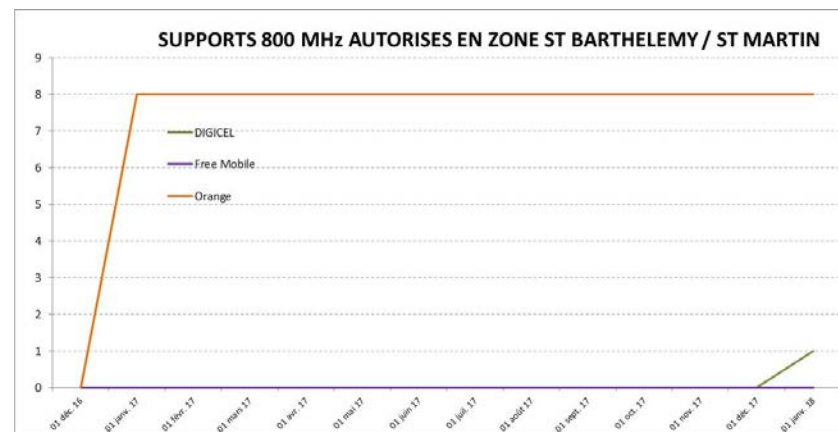 SUPPORTS 800 MHz AUTORISES EN ZONE ST BARTHELEMY / ST MARTIN
9
8
7
6
5
4
3
2
1
0
DIGICEL
Free Mobile
Orange
01 déc. 16
01 janv. 17
01 févr. 17
01 mars 17
01 avr. 17
01 mai 17
01 juin 17
01 juil. 17
01 août 17
01 sept. 17
01 oct. 17
01 nov. 17
01 déc. 17
01 janv. 18